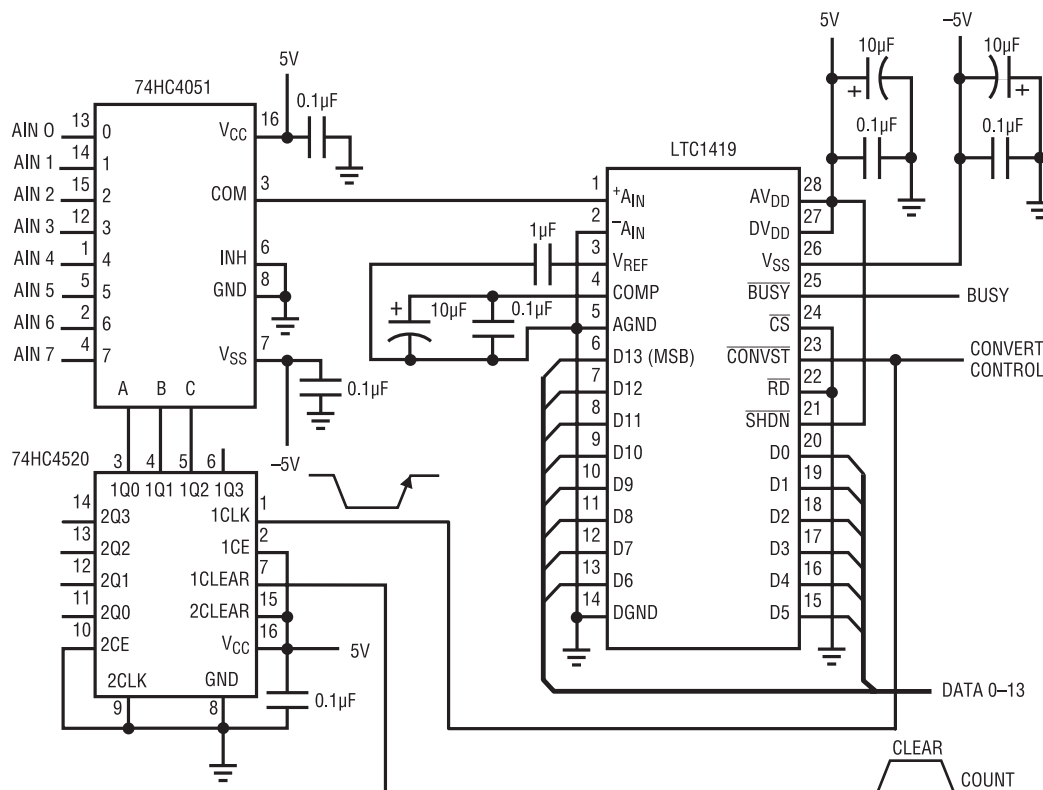 5V
–5V
10µF
10µF
+
+
0.1µF
0.1µF
5V
74HC4051
0.1µF
AIN 0 13 0 VCC 16
AIN 1 14 1
AIN 2 15 2 COM 3
AIN 3 12 3
AIN 4 1 4 INH 6
AIN 5 5 5 GND 8
AIN 6 2 6
AIN 7 4 7 VSS 7
0.1µF
A B C
–5V
LTC1419
1 +AIN AVDD 28
2 –AIN DVDD 27
3 VREF VSS 26
4 COMP BUSY 25
5 AGND CS 24
6 D13 (MSB) CONVST 23
7 D12 RD 22
8 D11 SHDN 21
9 D10 D0 20
10 D9 D1 19
11 D8 D2 18
12 D7 D3 17
13 D6 D4 16
14 DGND D5 15
1µF
+
10µF
0.1µF
BUSY
CONVERT
CONTROL
DATA 0–13
74HC4520
3 4 5 6
1Q0 1Q1 1Q2 1Q3
14 2Q3 1CLK 1
13 2Q2 1CE 2
12 2Q1 1CLEAR 7
11 2Q0 2CLEAR 15
10 2CE VCC 16
5V
2CLK GND
9 8
0.1µF
CLEAR
COUNT